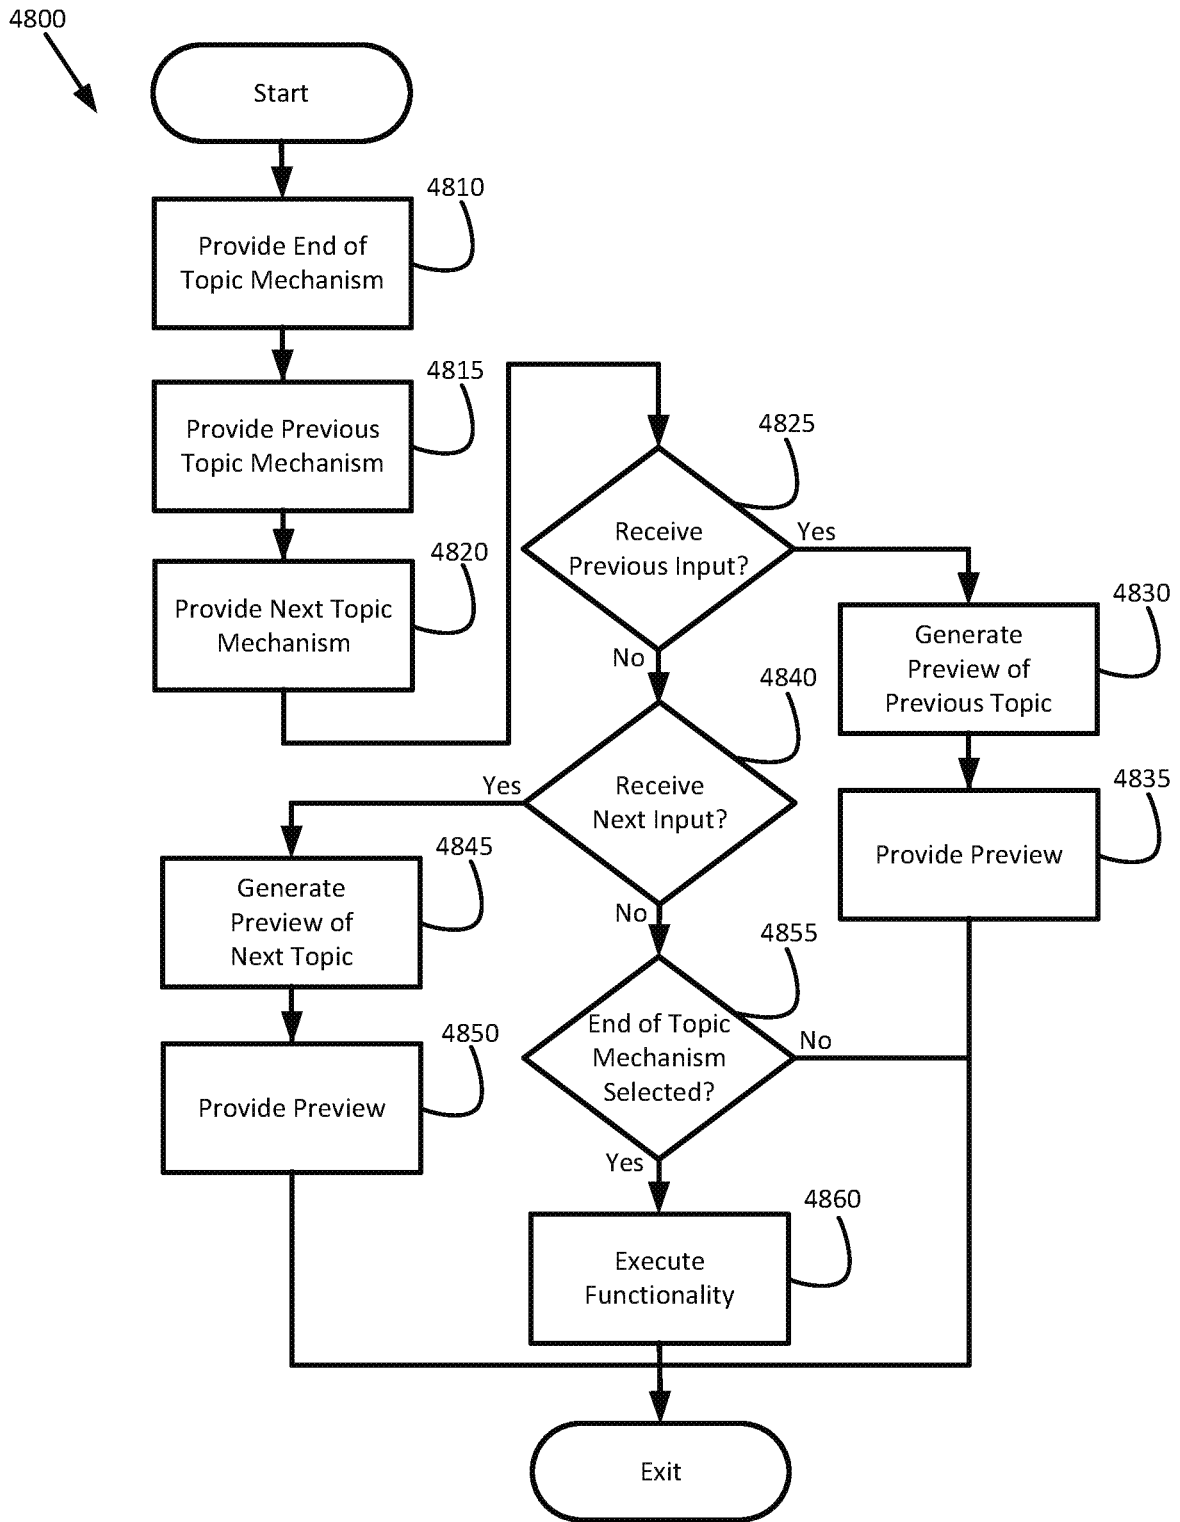 4800
Start
4810
Provide End of
Topic Mechanism
4815
Provide Previous
Topic Mechanism
4820
Provide Next Topic
Mechanism
4825
Receive
Previous Input?
Yes
No
4830
Generate
Preview of
Previous Topic
4835
Provide Preview
4840
Receive
Next Input?
Yes
No
4845
Generate
Preview of
Next Topic
4850
Provide Preview
4855
End of Topic
Mechanism
Selected?
No
Yes
4860
Execute
Functionality
Exit